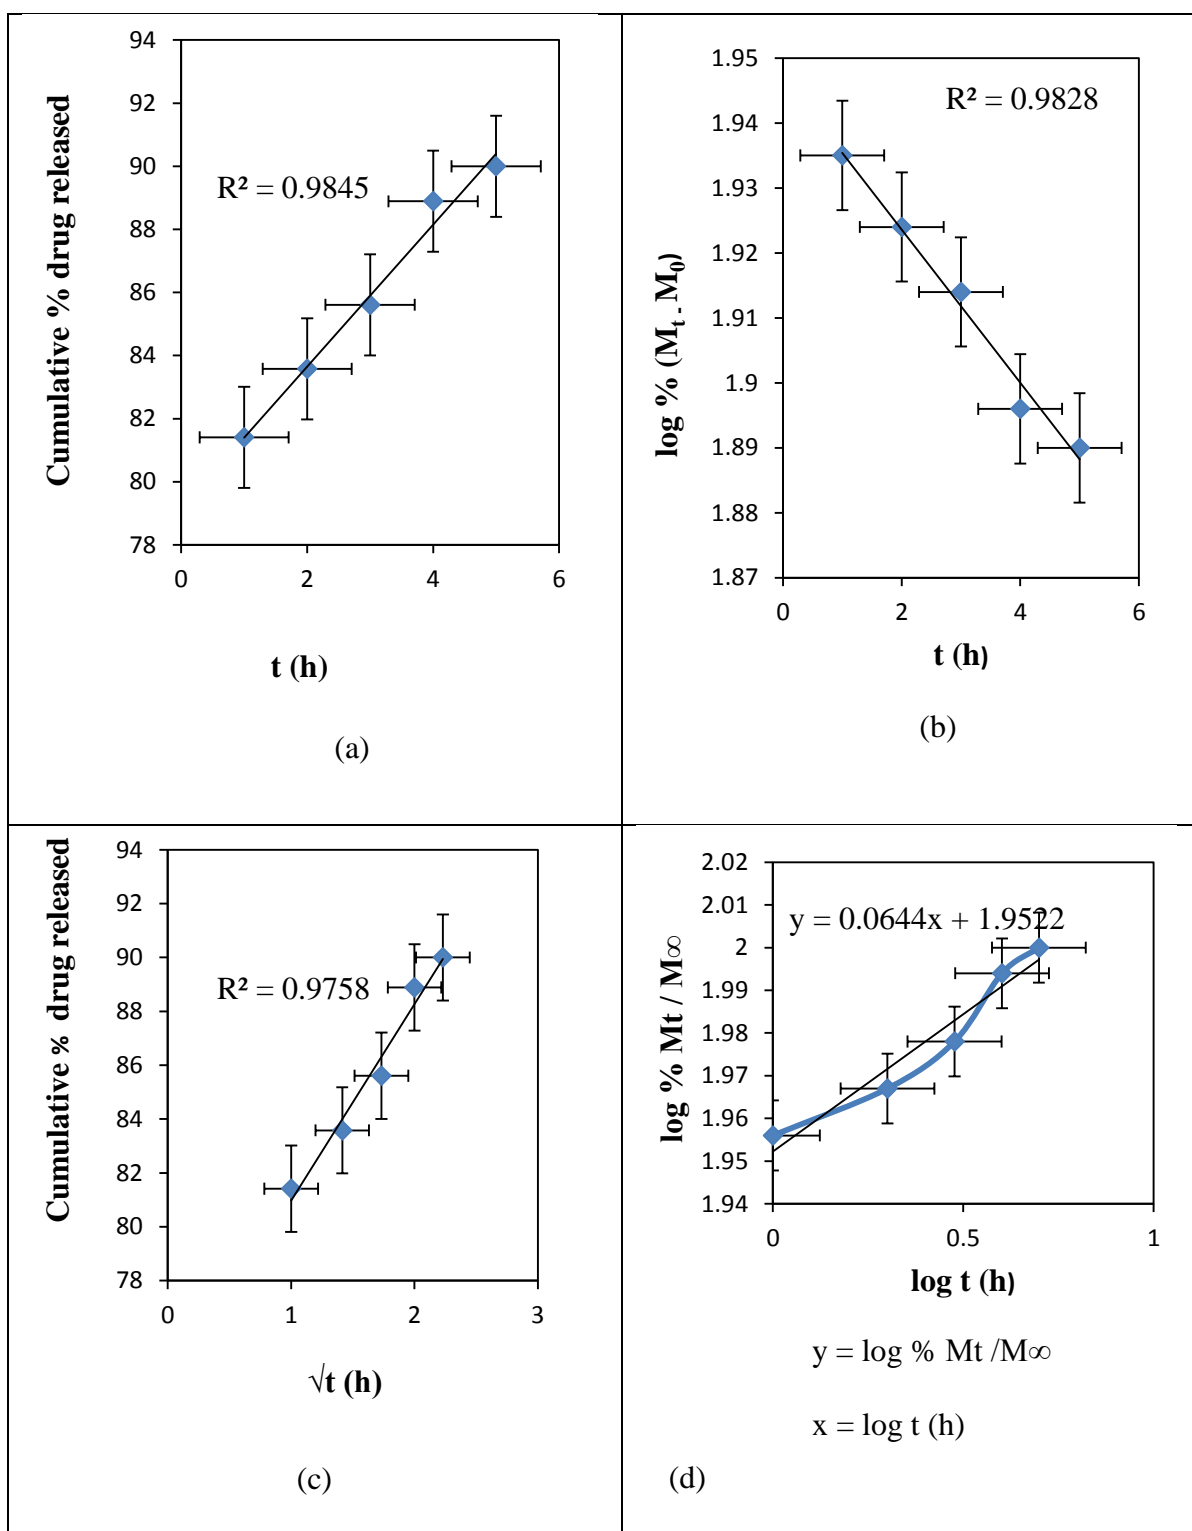 Cumulative % drug released
94
92
90
88
86
84
82
80
78
R² = 0.9845
0
2
4
6
t (h)
(a)
log % (Mt - M0)
1.95
1.94
1.93
1.92
1.91
1.9
1.89
1.88
1.87
R² = 0.9828
0
2
4
6
t (h)
(b)
Cumulative % drug released
94
92
90
88
86
84
82
80
78
R² = 0.9758
0
1
2
3
√t (h)
(c)
log % Mt / M∞
2.02
2.01
2
1.99
1.98
1.97
1.96
1.95
1.94
y = 0.0644x + 1.9522
0
0.5
1
log t (h)
y = log % Mt /M∞
x = log t (h)
(d)